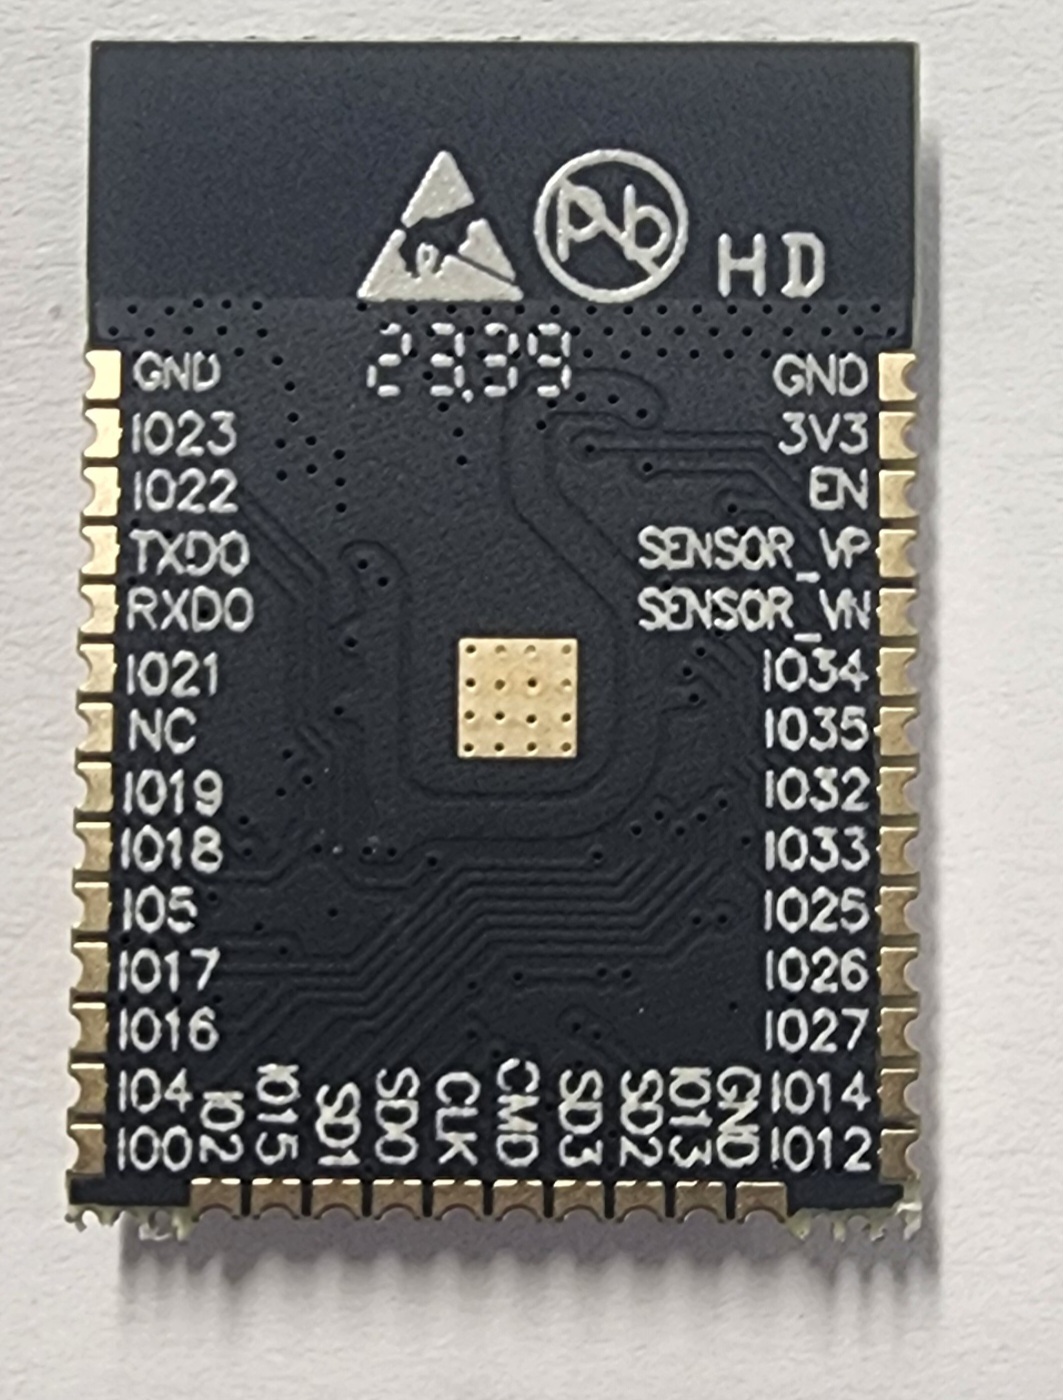 Pb HD
23.39
GND GND
IO23 3V3
IO22 EN
TXD0 SENSOR_VP
RXD0 SENSOR_VN
IO21 IO34
NC IO35
IO19 IO32
IO18 IO33
IO5 IO25
IO17 IO26
IO16 IO27
IO4 IO14
IO0 IO12
IO2
IO15
SD1
SD0
CLK
CMD
SD3
SD2
IO13
GND